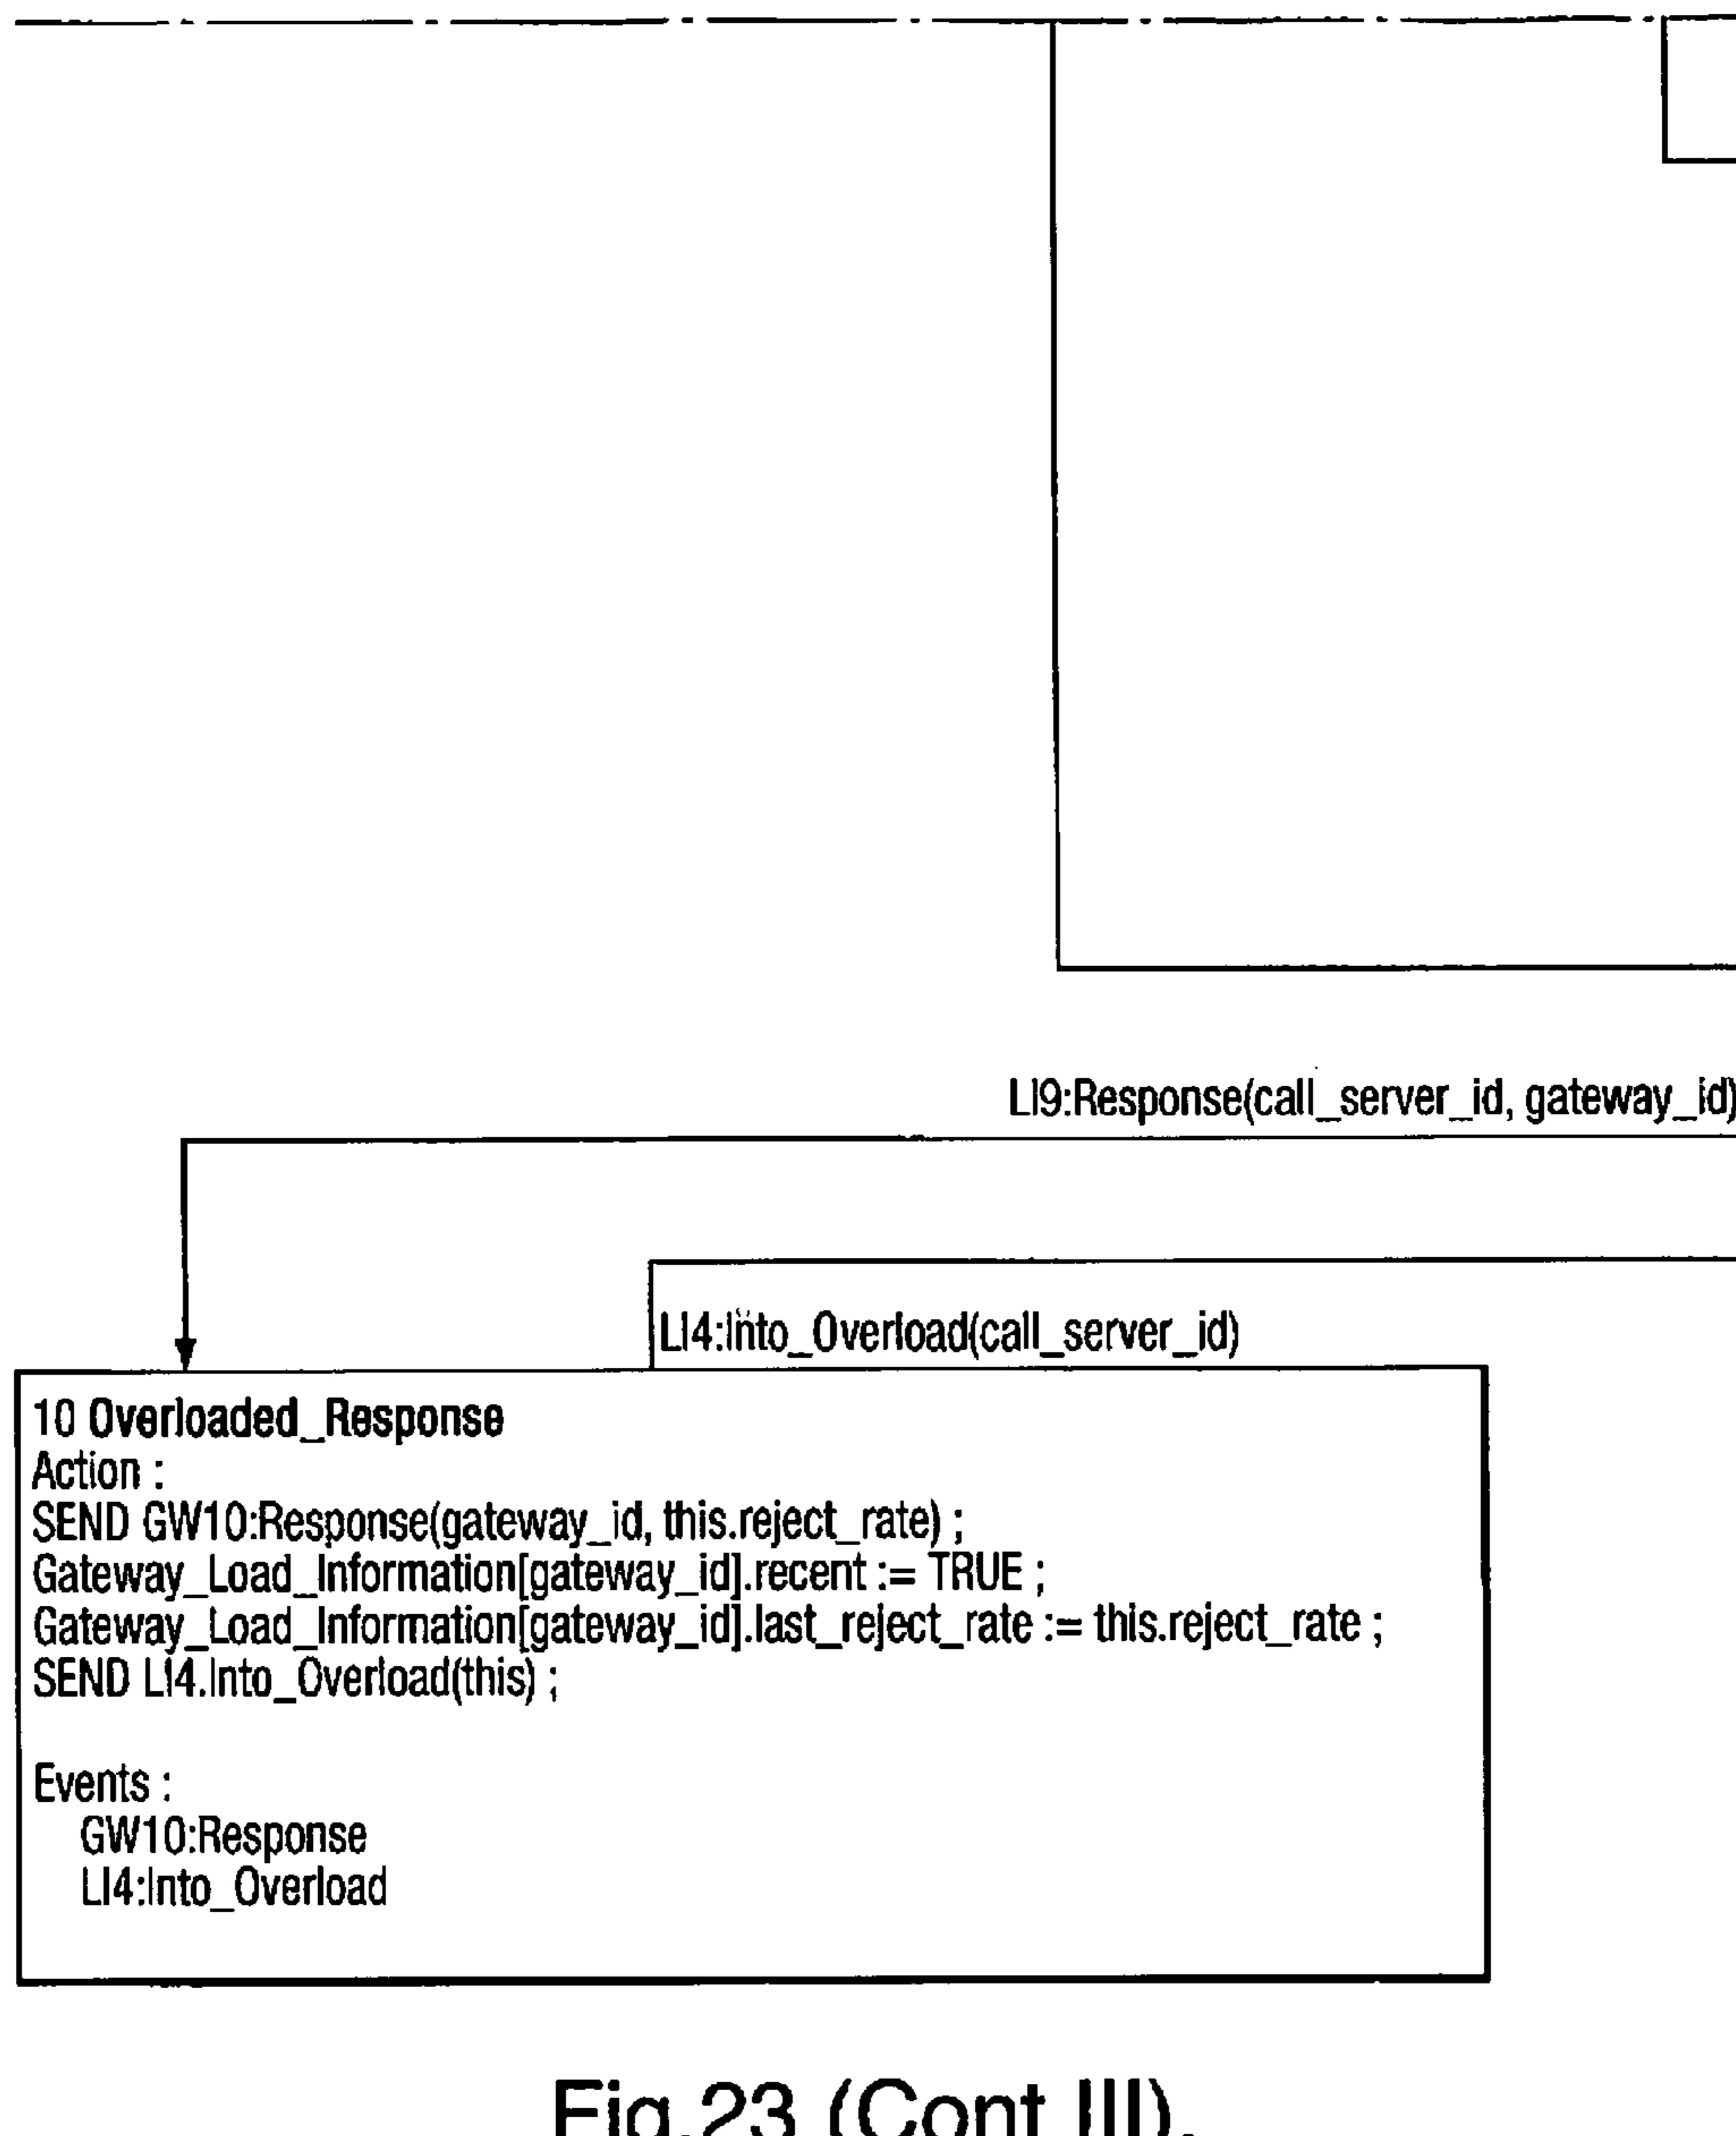 LI9:Response(call_server_id, gateway_id)
LI4:Into_Overload(call_server_id)
10 Overloaded_Response
Action :
SEND GW10:Response(gateway_id, this.reject_rate) ;
Gateway_Load_Information[gateway_id].recent := TRUE ;
Gateway_Load_Information[gateway_id].last_reject_rate := this.reject_rate ;
SEND LI4.Into_Overload(this) ;
Events :
GW10:Response
LI4:Into_Overload
Fig.23 (Cont III).